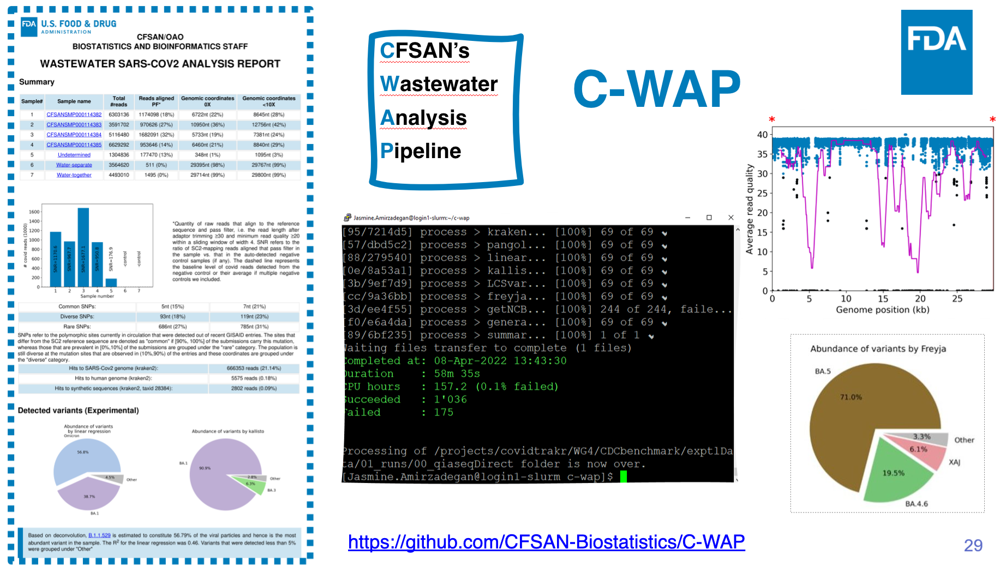 FDA U.S. FOOD & DRUG
ADMINISTRATION
CFSAN/OAO
BIOSTATISTICS AND BIOINFORMATICS STAFF
WASTEWATER SARS-COV2 ANALYSIS REPORT
Summary
Sample# Sample name Total #reads Reads aligned PF* Genomic coordinates 0X Genomic coordinates <10X
1 CFSANSMP000114382 6303136 1174098 (18%) 6722nt (22%) 8645nt (28%)
2 CFSANSMP000114383 3591702 970626 (27%) 10950nt (36%) 12756nt (42%)
3 CFSANSMP000114384 5116480 1682091 (32%) 5733nt (19%) 7381nt (24%)
4 CFSANSMP000114385 6629292 953646 (14%) 6460nt (21%) 8840nt (29%)
5 Undetermined 1304836 177470 (13%) 348nt (1%) 1095nt (3%)
6 Water-separate 3564620 511 (0%) 29395nt (98%) 29767nt (99%)
7 Water-together 4493010 1495 (0%) 29714nt (99%) 29800nt (99%)
# covid reads (1000)
1600
1400
1200
1000
800
600
400
200
0
SNR=1170.6
SNR=967.7
SNR=1677.1
SNR=950.8
SNR=176.9
-control
-control
1 2 3 4 5 6 7
Sample number
*Quantity of raw reads that align to the reference
sequence and pass filter, i.e. the read length after
adaptor trimming ≥30 and minimum read quality ≥20
within a sliding window of width 4. SNR refers to the
ratio of SC2-mapping reads aligned that pass filter in
the sample vs. that in the auto-detected negative
control samples (if any). The dashed line represents
the baseline level of covid reads detected from the
negative control or their average if multiple negative
controls we included.
Common SNPs: 5nt (15%) 7nt (21%)
Diverse SNPs: 93nt (18%) 119nt (23%)
Rare SNPs: 686nt (27%) 785nt (31%)
SNPs refer to the polymorphic sites currently in circulation that were detected out of recent GISAID entries. The sites that
differ from the SC2 reference sequence are denoted as "common" if [90%, 100%] of the submissions carry this mutation,
whereas those that are prevalent in [0%,10%] of the submissions are grouped under the "rare" category. The population is
still diverse at the mutation sites that are observed in (10%,90%) of the entries and these coordinates are grouped under
the "diverse" category.
Hits to SARS-Cov2 genome (kraken2): 666353 reads (21.14%)
Hits to human genome (kraken2): 5575 reads (0.18%)
Hits to synthetic sequences (kraken2, taxid 28384): 2802 reads (0.09%)
Detected variants (Experimental)
Abundance of variants
by linear regression
Omicron
56.8%
4.5%
Other
38.7%
BA.1
Abundance of variants by kallisto
BA.1
90.9%
2.8%
Other
6.3%
BA.3
Based on deconvolution, B.1.1.529 is estimated to constitute 56.79% of the viral particles and hence is the most
abundant variant in the sample. The R2 for the linear regression was 0.46. Variants that were detected less than 5%
were grouped under "Other"
CFSAN's
Wastewater
Analysis
Pipeline
C-WAP
FDA
Jasmine.Amirzadegan@login1-slurm:~/c-wap
[95/7214d5] process > kraken... [100%] 69 of 69 ✔
[57/dbd5c2] process > pangol... [100%] 69 of 69 ✔
[88/279540] process > linear... [100%] 69 of 69 ✔
[0e/8a53a1] process > kallis... [100%] 69 of 69 ✔
[3b/9ef7d9] process > LCSvar... [100%] 69 of 69 ✔
[cc/9a36bb] process > freyja... [100%] 69 of 69 ✔
[3d/ee4f55] process > getNCB... [100%] 244 of 244, faile...
[f0/e6a4da] process > genera... [100%] 69 of 69 ✔
[89/6bf235] process > summar... [100%] 1 of 1 ✔
Waiting files transfer to complete (1 files)
Completed at: 08-Apr-2022 13:43:30
Duration : 58m 35s
CPU hours : 157.2 (0.1% failed)
Succeeded : 1'036
Failed : 175
Processing of /projects/covidtrakr/WG4/CDCbenchmark/exptlDa
ta/01_runs/00_qiaseqDirect folder is now over.
[Jasmine.Amirzadegan@login1-slurm c-wap]$
* *
Average read quality
40
35
30
25
20
15
10
5
0
0 5 10 15 20 25
Genome position (kb)
Abundance of variants by Freyja
BA.5
71.0%
3.3%
Other
6.1%
XAJ
19.5%
BA.4.6
https://github.com/CFSAN-Biostatistics/C-WAP
29